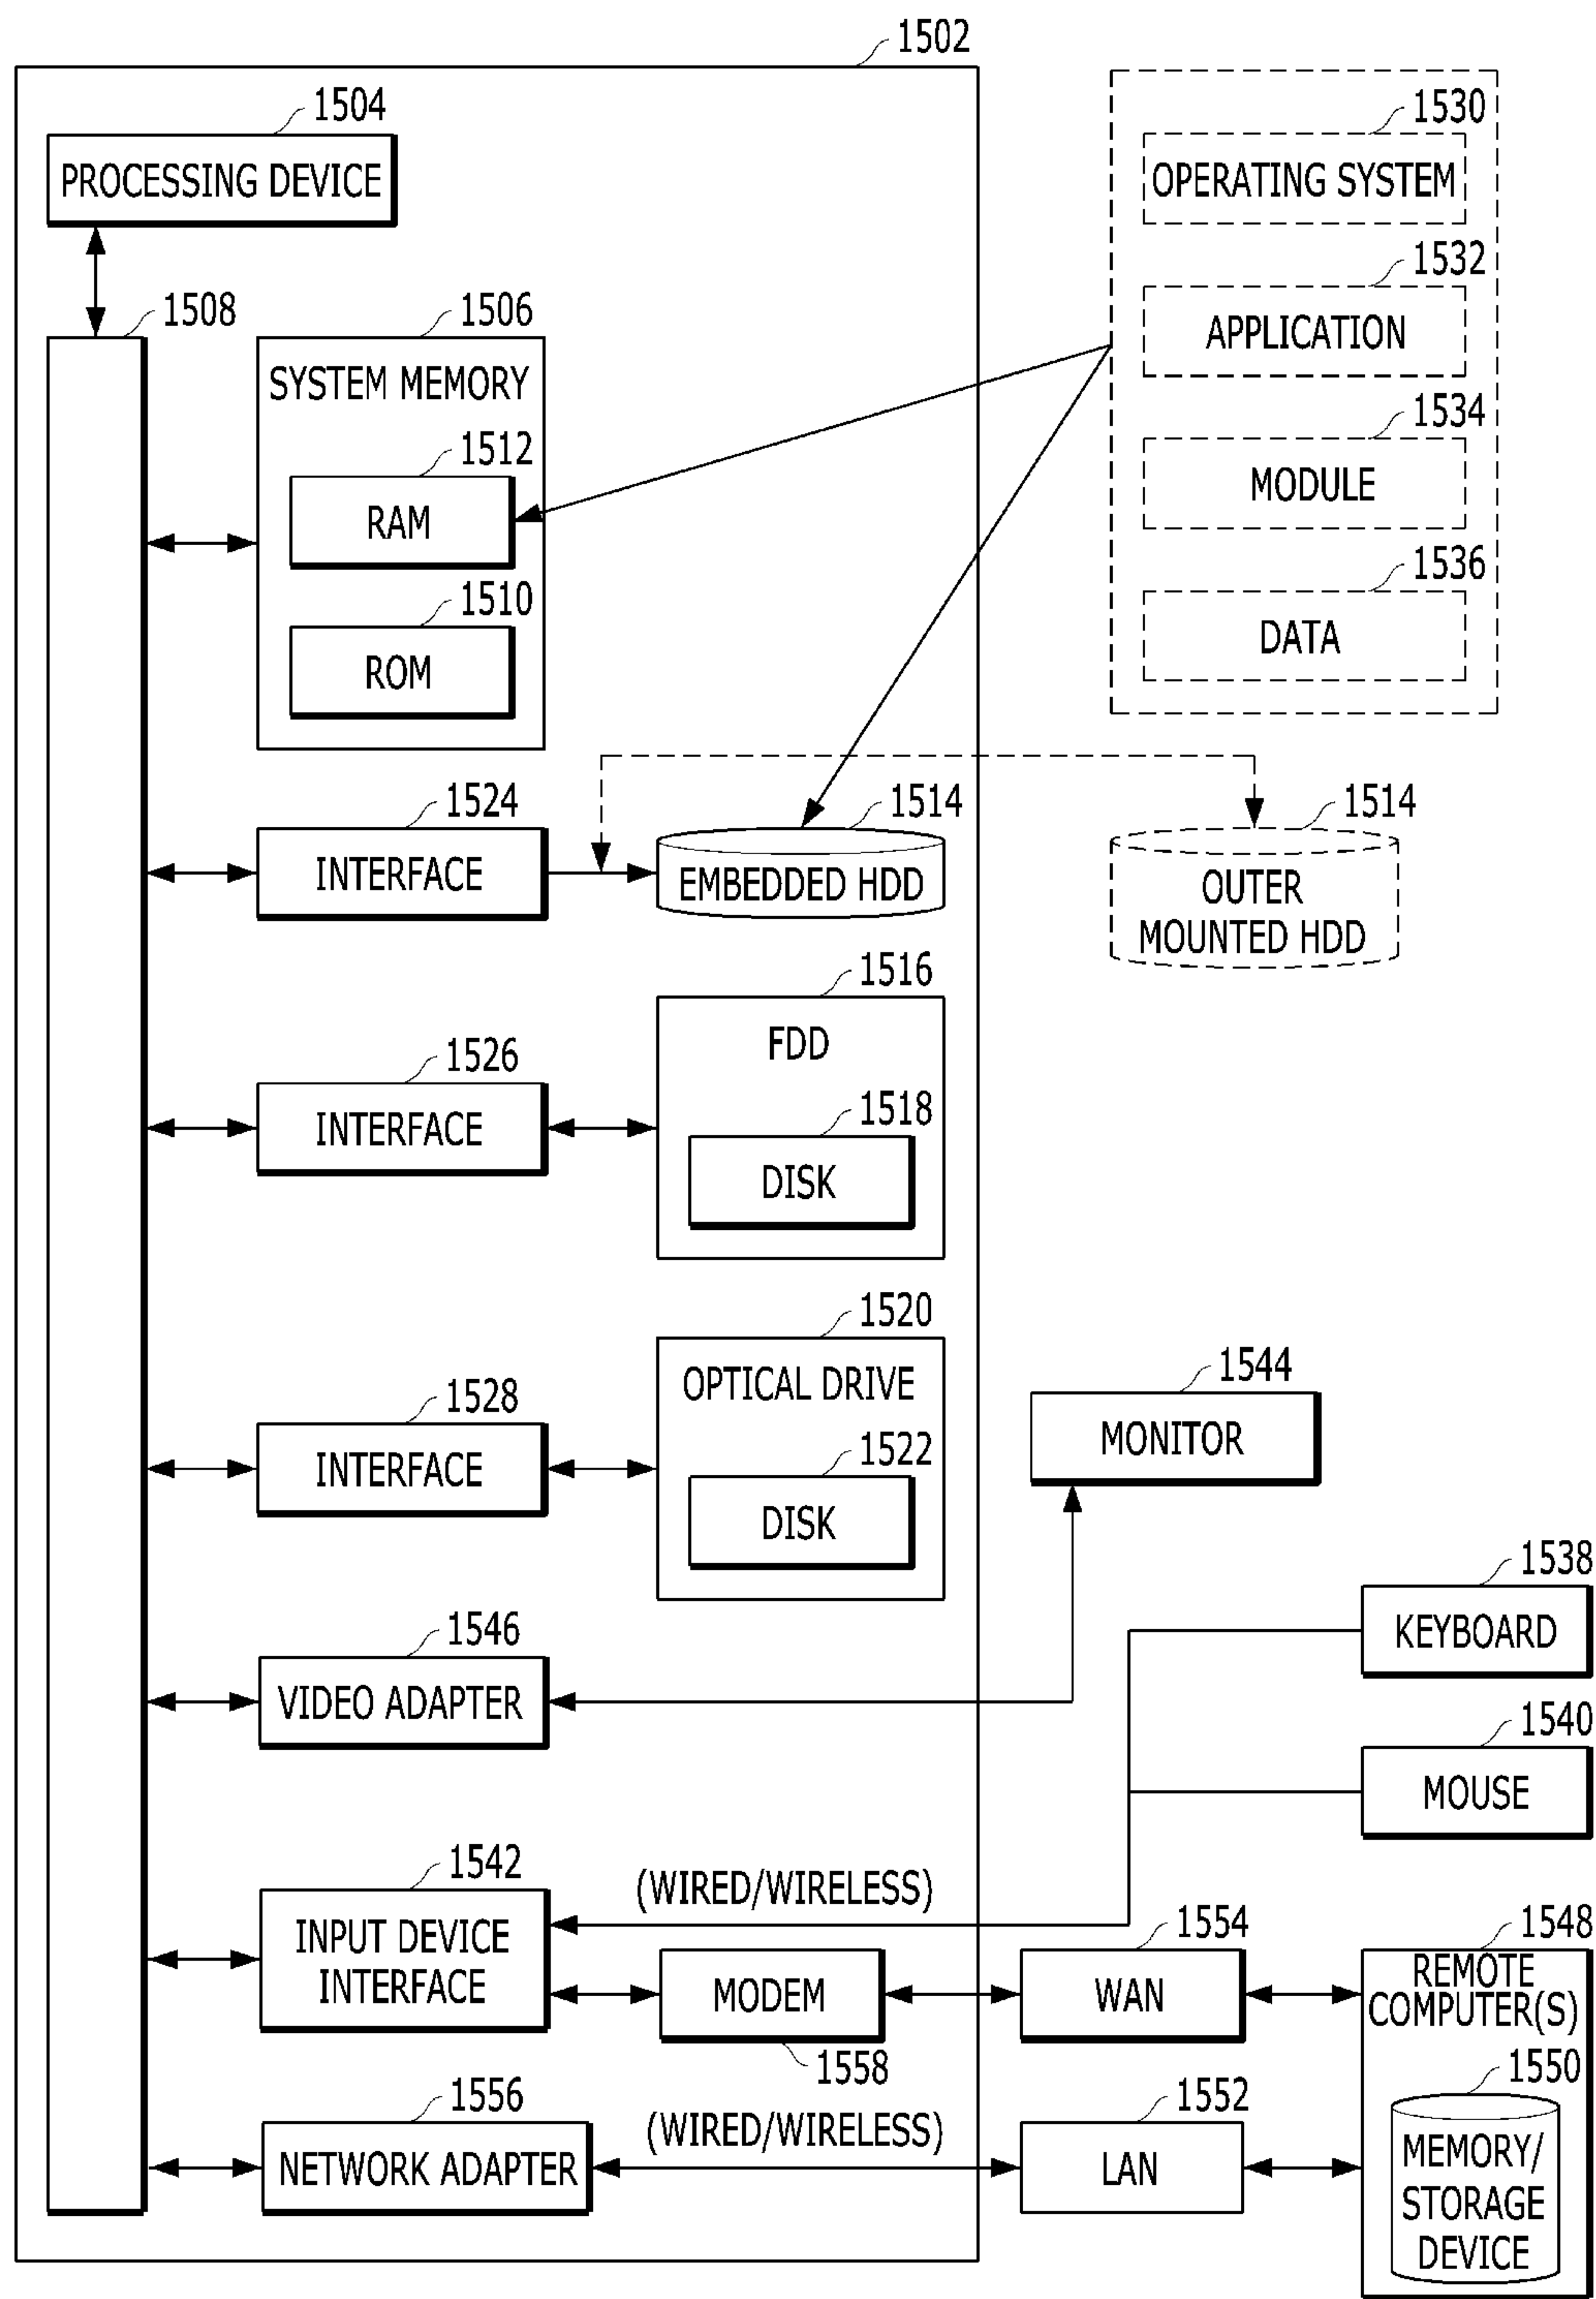 1502
1504
PROCESSING DEVICE
1530
OPERATING SYSTEM
1532
APPLICATION
1534
MODULE
1536
DATA
1508
1506
SYSTEM MEMORY
1512
RAM
1510
ROM
1524
INTERFACE
1514
EMBEDDED HDD
1514
OUTER
MOUNTED HDD
1516
FDD
1526
INTERFACE
1518
DISK
1520
OPTICAL DRIVE
1528
INTERFACE
1522
DISK
1544
MONITOR
1538
KEYBOARD
1546
VIDEO ADAPTER
1540
MOUSE
1542
INPUT DEVICE
INTERFACE
(WIRED/WIRELESS)
MODEM
1558
1554
WAN
1548
REMOTE
COMPUTER(S)
1550
MEMORY/
STORAGE
DEVICE
1556
NETWORK ADAPTER
(WIRED/WIRELESS)
1552
LAN